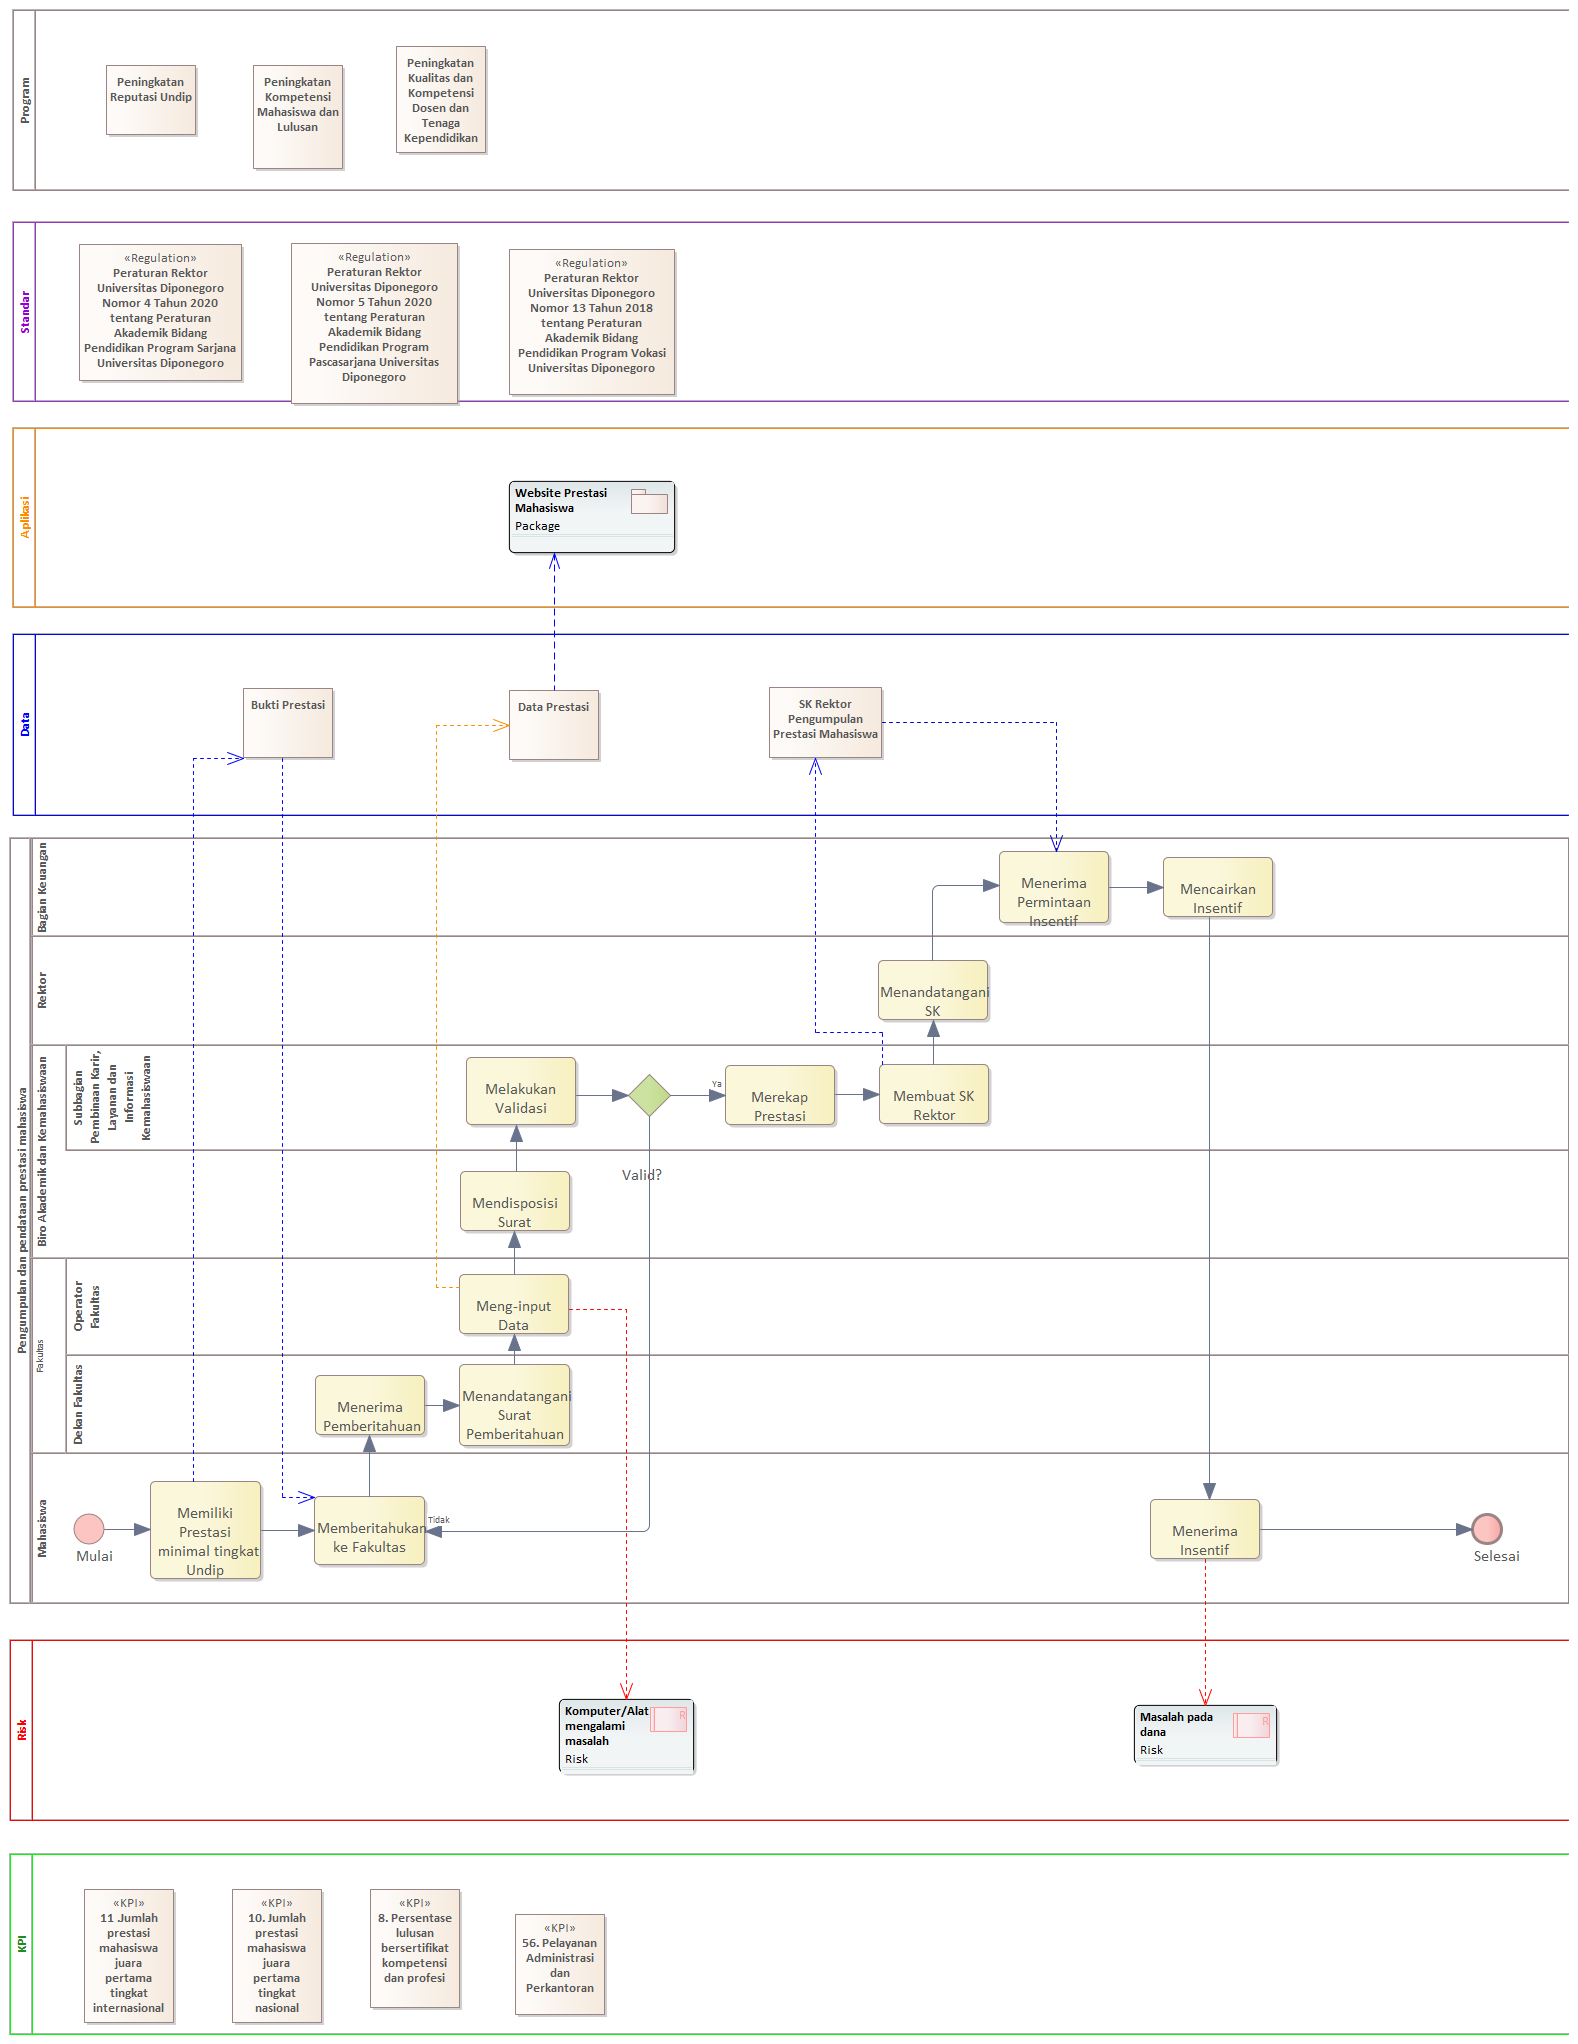 Program
Peningkatan
Reputasi Undip
Peningkatan
Kompetensi
Mahasiswa dan
Lulusan
Peningkatan
Kualitas dan
Kompetensi
Dosen dan
Tenaga
Kependidikan
Standar
«Regulation»
Peraturan Rektor
Universitas Diponegoro
Nomor 4 Tahun 2020
tentang Peraturan
Akademik Bidang
Pendidikan Program Sarjana
Universitas Diponegoro
«Regulation»
Peraturan Rektor
Universitas Diponegoro
Nomor 5 Tahun 2020
tentang Peraturan
Akademik Bidang
Pendidikan Program
Pascasarjana Universitas
Diponegoro
«Regulation»
Peraturan Rektor
Universitas Diponegoro
Nomor 13 Tahun 2018
tentang Peraturan
Akademik Bidang
Pendidikan Program Vokasi
Universitas Diponegoro
Aplikasi
Website Prestasi
Mahasiswa
Package
Data
Bukti Prestasi
Data Prestasi
SK Rektor
Pengumpulan
Prestasi Mahasiswa
Pengumpulan dan pendataan prestasi mahasiswa
Bagian Keuangan
Menerima
Permintaan
Insentif
Mencairkan
Insentif
Rektor
Menandatangani
SK
Biro Akademik dan Kemahasiswaan
Subbagian
Pembinaan Karir,
Layanan dan
Informasi
Kemahasiswaan
Melakukan
Validasi
Ya
Merekap
Prestasi
Membuat SK
Rektor
Valid?
Mendisposisi
Surat
Fakultas
Operator
Fakultas
Meng-input
Data
Dekan Fakultas
Menerima
Pemberitahuan
Menandatangani
Surat
Pemberitahuan
Mahasiswa
Mulai
Memiliki
Prestasi
minimal tingkat
Undip
Memberitahukan
ke Fakultas
Tidak
Menerima
Insentif
Selesai
Risk
Komputer/Alat
mengalami
masalah
Risk
R
Masalah pada
dana
Risk
R
KPI
«KPI»
11 .Jumlah
prestasi
mahasiswa
juara
pertama
tingkat
internasional
«KPI»
10. Jumlah
prestasi
mahasiswa
juara
pertama
tingkat
nasional
«KPI»
8. Persentase
lulusan
bersertifikat
kompetensi
dan profesi
«KPI»
56. Pelayanan
Administrasi
dan
Perkantoran